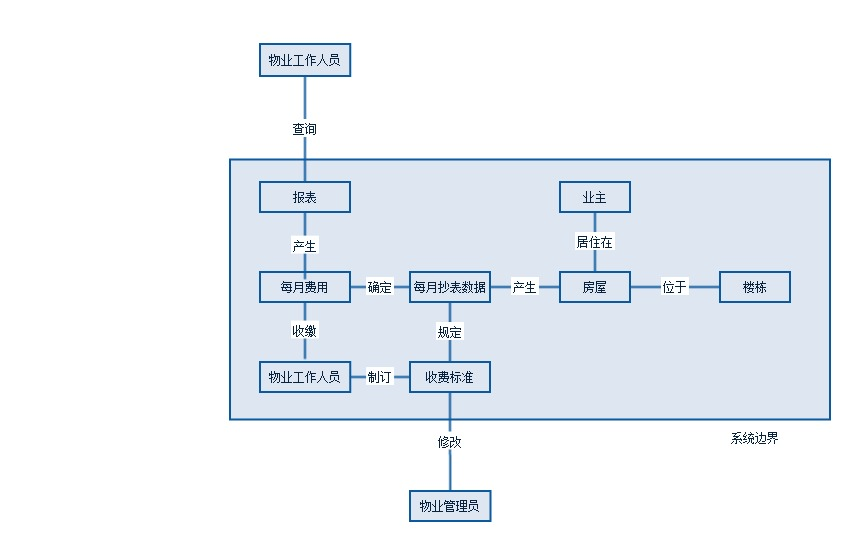 物业工作人员
查询
报表
业主
产生
居住在
每月费用
确定
每月抄表数据
产生
房屋
位于
楼栋
收缴
规定
物业工作人员
制订
收费标准
系统边界
修改
物业管理员